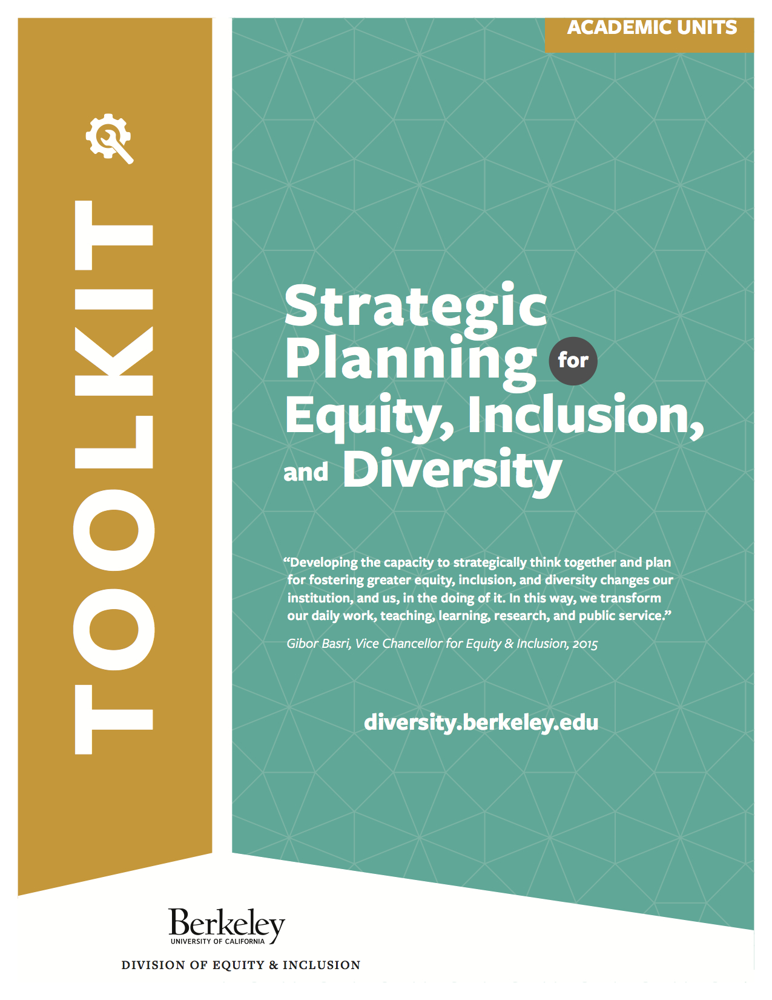 ACADEMIC UNITS
TOOLKIT
Strategic
Planning for
Equity, Inclusion,
and Diversity
“Developing the capacity to strategically think together and plan
for fostering greater equity, inclusion, and diversity changes our
institution, and us, in the doing of it. In this way, we transform
our daily work, teaching, learning, research, and public service.”
Gibor Basri, Vice Chancellor for Equity & Inclusion, 2015
diversity.berkeley.edu
Berkeley
UNIVERSITY OF CALIFORNIA
DIVISION OF EQUITY & INCLUSION